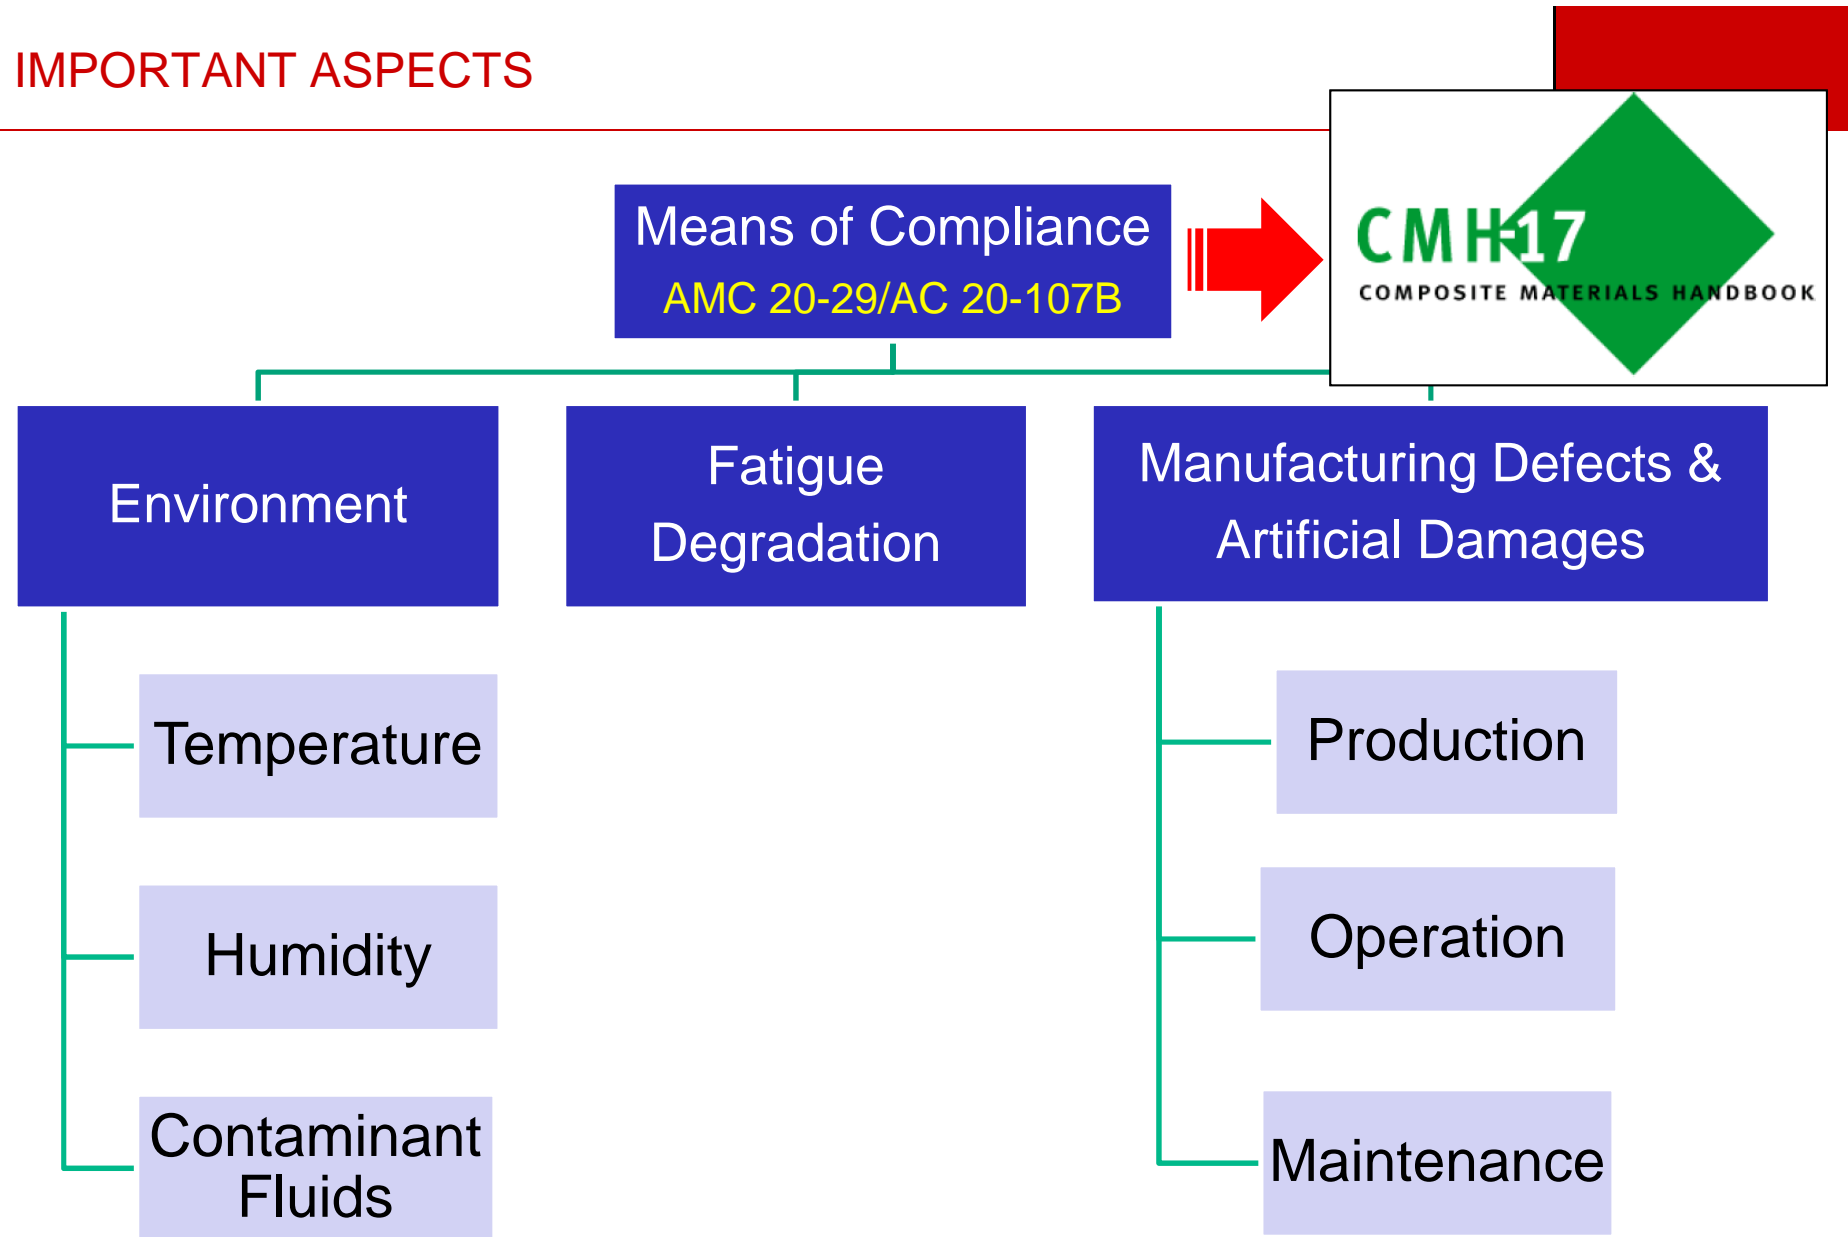 IMPORTANT ASPECTS
Means of Compliance
AMC 20-29/AC 20-107B
CMH-17
COMPOSITE MATERIALS HANDBOOK
Environment
Fatigue
Degradation
Manufacturing Defects &
Artificial Damages
Temperature
Humidity
Contaminant
Fluids
Production
Operation
Maintenance